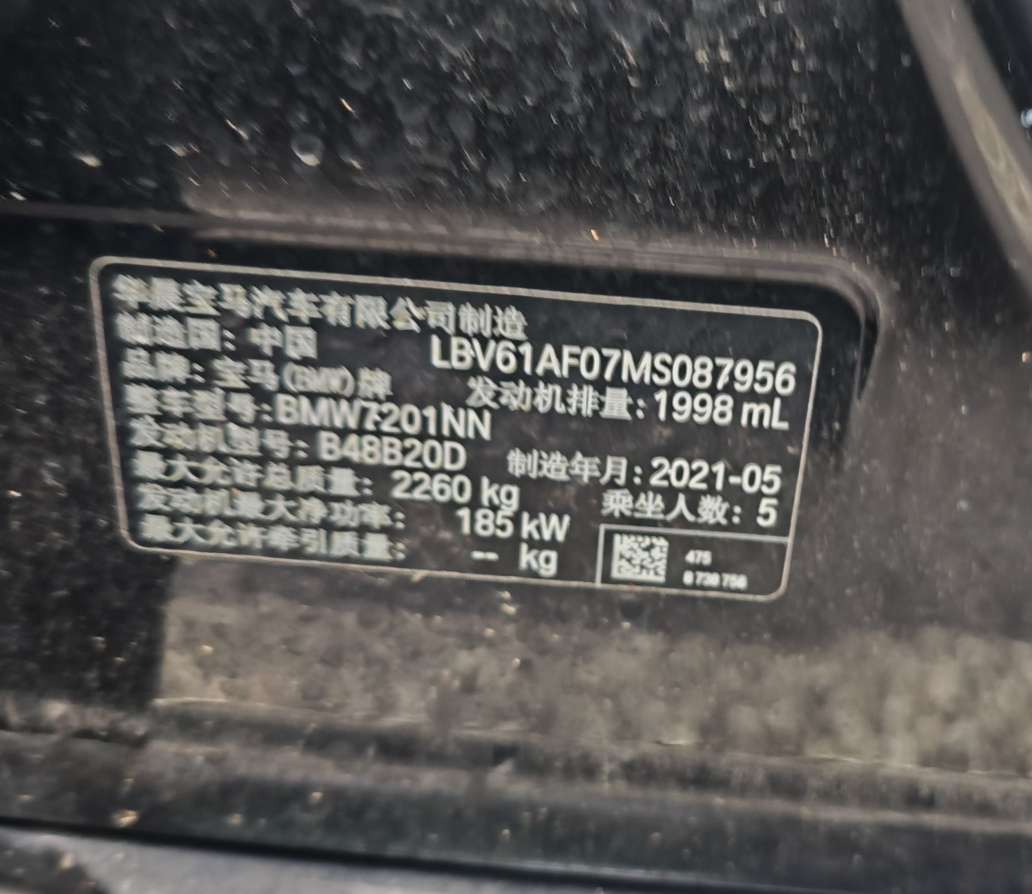 华晨宝马汽车有限公司制造
制造国：中国 LBV61AF07MS087956
品牌：宝马(BMW)牌 发动机排量：1998 mL
整车型号：BMW7201NN
发动机型号：B48B20D 制造年月：2021-05
最大允许总质量：2260 kg 乘坐人数：5
发动机最大净功率：185 kW
最大允许牵引质量：-- kg
475
8 738 756